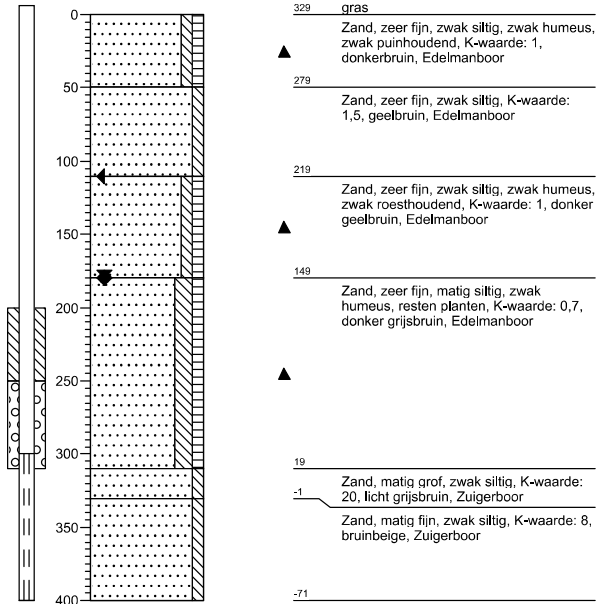 0
50
100
150
200
250
300
350
400
329 gras
Zand, zeer fijn, zwak siltig, zwak humeus,
zwak puinhoudend, K-waarde: 1,
donkerbruin, Edelmanboor
279
Zand, zeer fijn, zwak siltig, K-waarde:
1,5, geelbruin, Edelmanboor
219
Zand, zeer fijn, zwak siltig, zwak humeus,
zwak roesthoudend, K-waarde: 1, donker
geelbruin, Edelmanboor
149
Zand, zeer fijn, matig siltig, zwak
humeus, resten planten, K-waarde: 0,7,
donker grijsbruin, Edelmanboor
19
Zand, matig grof, zwak siltig, K-waarde:
20, licht grijsbruin, Zuigerboor
-1
Zand, matig fijn, zwak siltig, K-waarde: 8,
bruinbeige, Zuigerboor
-71